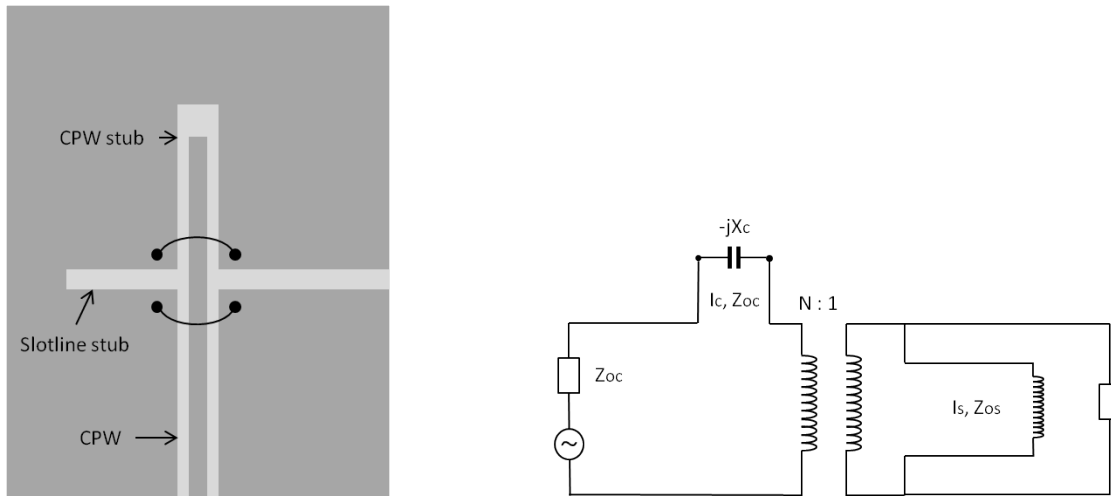 CPW stub
Slotline stub
CPW
-jXc
Ic, Zoc
N : 1
Zoc
Is, Zos